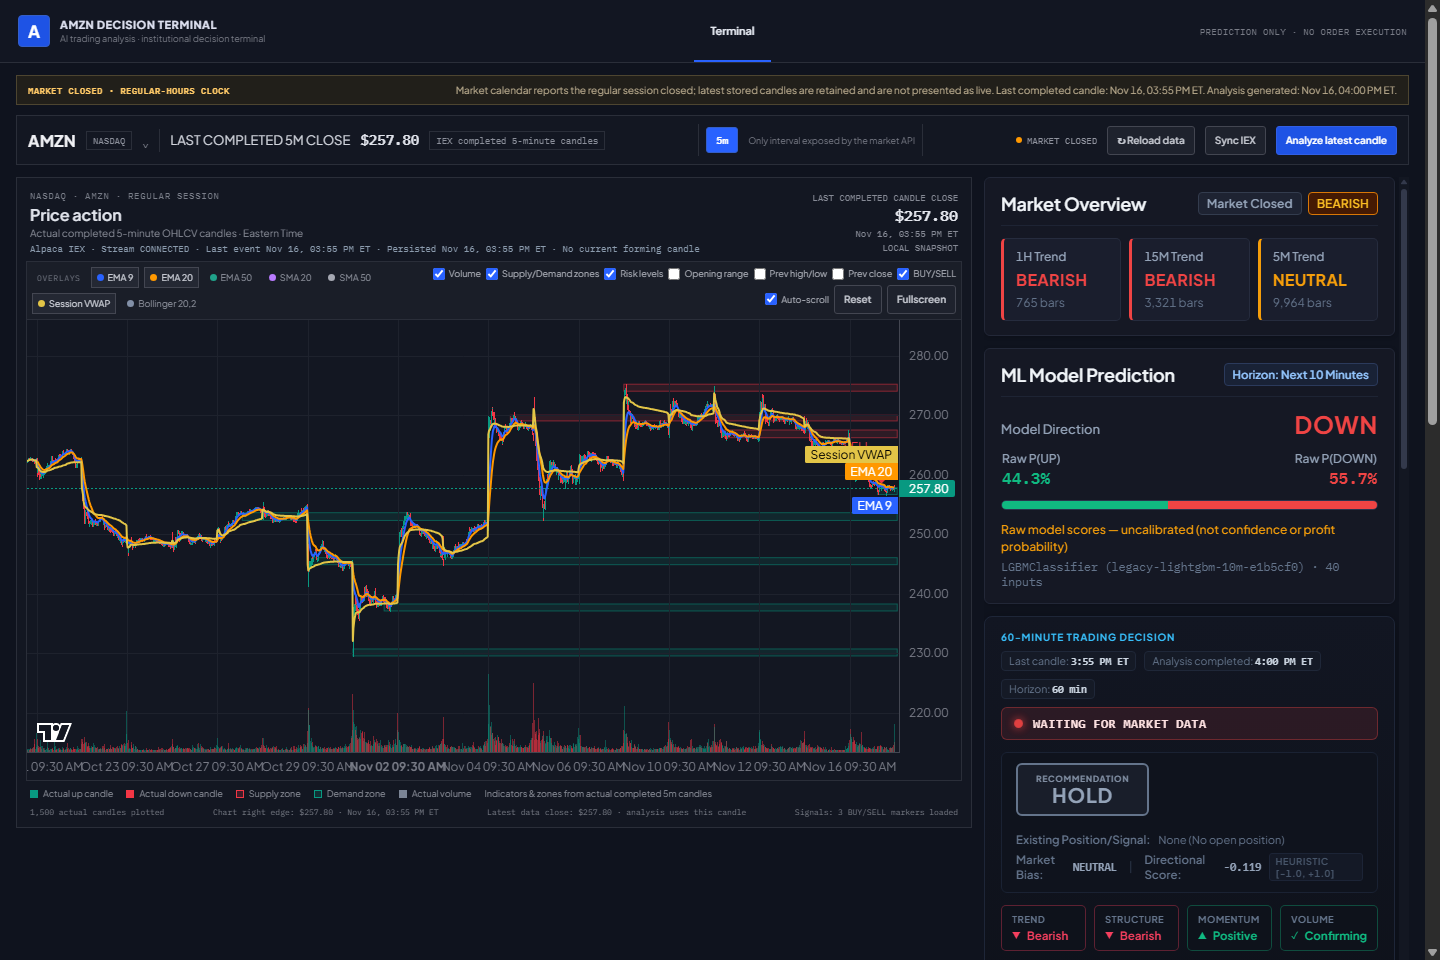 A
AMZN DECISION TERMINAL
AI trading analysis · institutional decision terminal
Terminal
PREDICTION ONLY · NO ORDER EXECUTION
MARKET CLOSED • REGULAR-HOURS CLOCK
Market calendar reports the regular session closed; latest stored candles are retained and are not presented as live. Last completed candle: Nov 16, 03:55 PM ET. Analysis generated: Nov 16, 04:00 PM ET.
AMZN NASDAQ LAST COMPLETED 5M CLOSE $257.80 IEX completed 5-minute candles
5m Only interval exposed by the market API
MARKET CLOSED ↻ Reload data Sync IEX Analyze latest candle
NASDAQ · AMZN · REGULAR SESSION
Price action
Actual completed 5-minute OHLCV candles · Eastern Time
Alpaca IEX · Stream CONNECTED · Last event Nov 16, 03:55 PM ET · Persisted Nov 16, 03:55 PM ET · No current forming candle
LAST COMPLETED CANDLE CLOSE
$257.80
Nov 16, 03:55 PM ET
LOCAL SNAPSHOT
OVERLAYS EMA 9 EMA 20 EMA 50 SMA 20 SMA 50
Session VWAP Bollinger 20,2
Volume Supply/Demand zones Risk levels Opening range Prev high/low Prev close BUY/SELL
Auto-scroll Reset Fullscreen
280.00
270.00
260.00
250.00
240.00
230.00
220.00
Session VWAP
EMA 20
257.80
EMA 9
09:30 AM Oct 23 09:30 AM Oct 27 09:30 AM Oct 29 09:30 AM Nov 02 09:30 AM Nov 04 09:30 AM Nov 06 09:30 AM Nov 10 09:30 AM Nov 12 09:30 AM Nov 16 09:30 AM
Actual up candle Actual down candle Supply zone Demand zone Actual volume Indicators & zones from actual completed 5m candles
1,500 actual candles plotted Chart right edge: $257.80 · Nov 16, 03:55 PM ET Latest data close: $257.80 · analysis uses this candle Signals: 3 BUY/SELL markers loaded
Market Overview Market Closed BEARISH
1H Trend
BEARISH
765 bars
15M Trend
BEARISH
3,321 bars
5M Trend
NEUTRAL
9,964 bars
ML Model Prediction Horizon: Next 10 Minutes
Model Direction DOWN
Raw P(UP) Raw P(DOWN)
44.3% 55.7%
Raw model scores — uncalibrated (not confidence or profit
probability)
LGBMClassifier (legacy-lightgbm-10m-e1b5cf0) · 40
inputs
60-MINUTE TRADING DECISION
Last candle: 3:55 PM ET Analysis completed: 4:00 PM ET
Horizon: 60 min
WAITING FOR MARKET DATA
RECOMMENDATION
HOLD
Existing Position/Signal: None (No open position)
Market Bias: NEUTRAL | Directional Score: -0.119 HEURISTIC [-1.0, +1.0]
TREND
▼ Bearish
STRUCTURE
▼ Bearish
MOMENTUM
▲ Positive
VOLUME
✓ Confirming